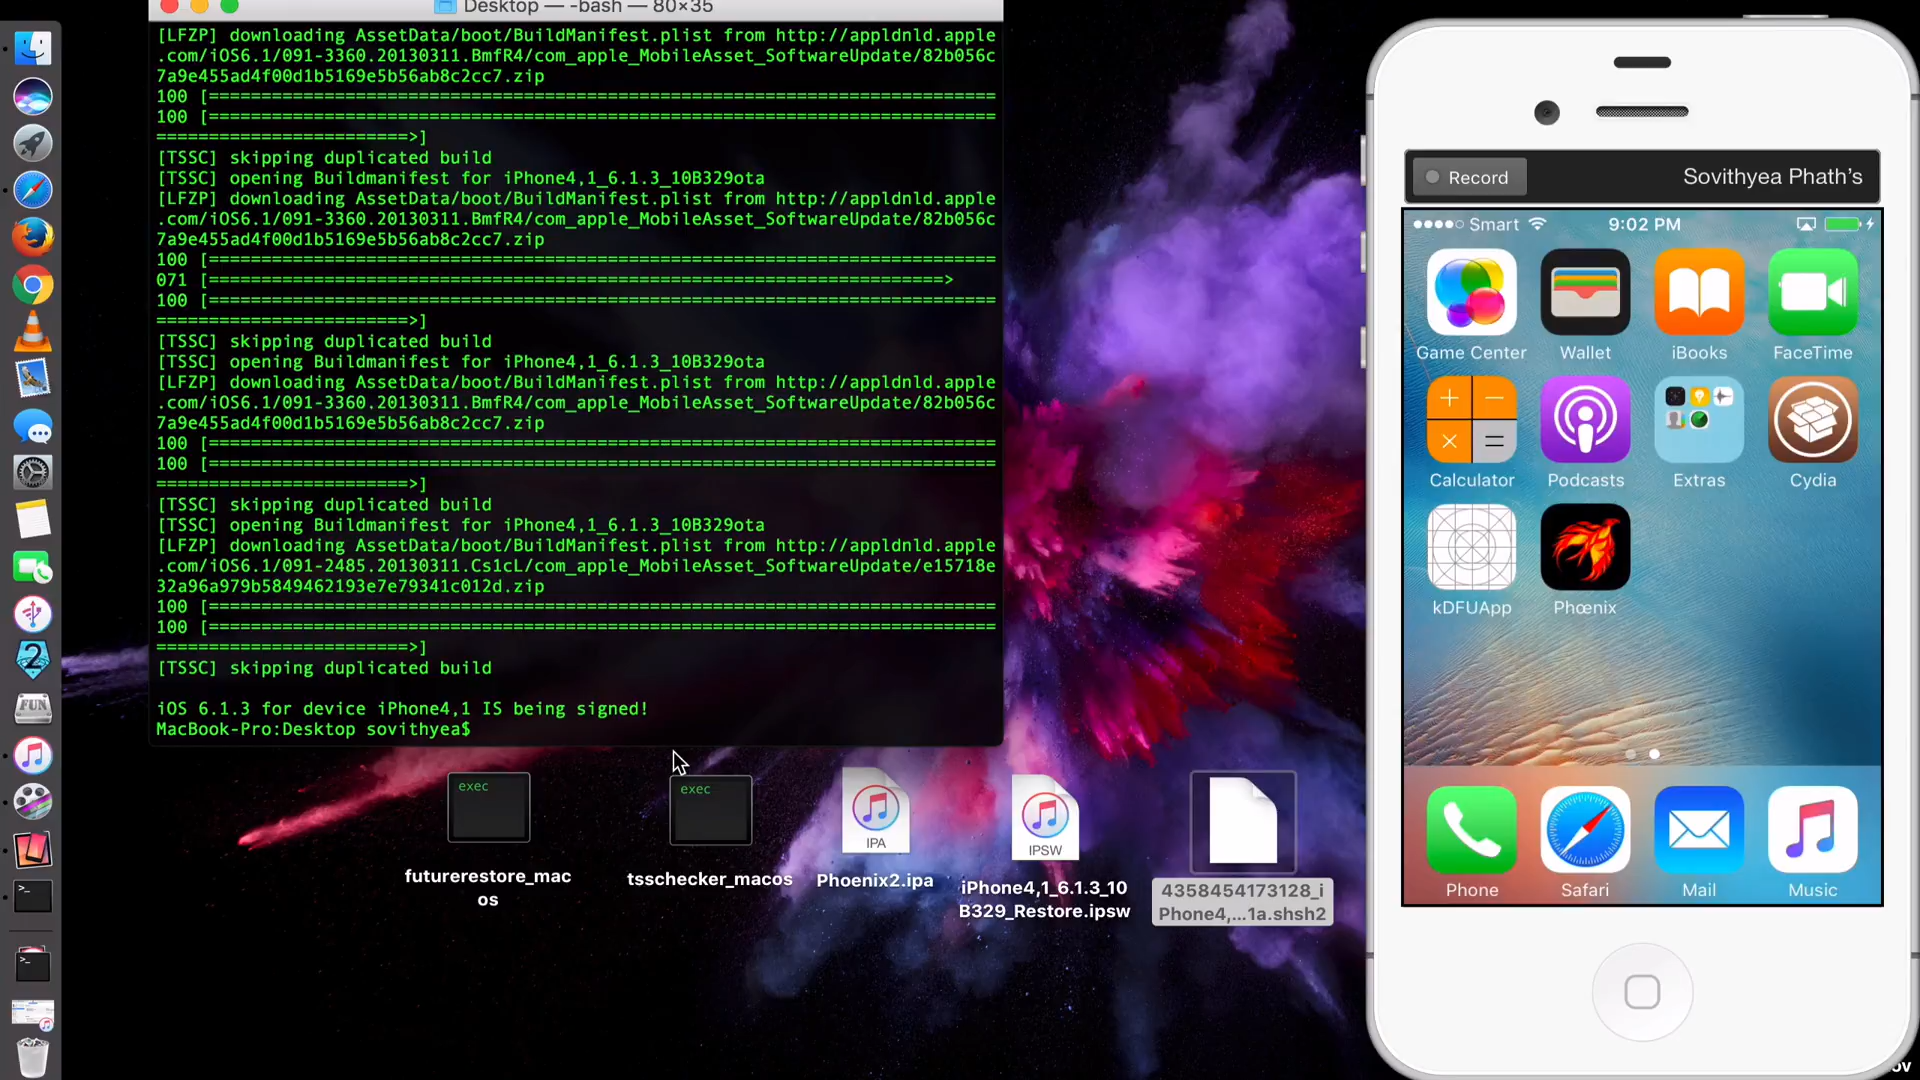 Desktop — -bash — 80×35
[LFZP] downloading AssetData/boot/BuildManifest.plist from http://appldnld.apple
.com/iOS6.1/091-3360.20130311.BmfR4/com_apple_MobileAsset_SoftwareUpdate/82b056c
7a9e455ad4f00d1b5169e5b56ab8c2cc7.zip
100 [===========================================================================
100 [===========================================================================
========================>]
[TSSC] skipping duplicated build
[TSSC] opening Buildmanifest for iPhone4,1_6.1.3_10B329ota
[LFZP] downloading AssetData/boot/BuildManifest.plist from http://appldnld.apple
.com/iOS6.1/091-3360.20130311.BmfR4/com_apple_MobileAsset_SoftwareUpdate/82b056c
7a9e455ad4f00d1b5169e5b56ab8c2cc7.zip
100 [===========================================================================
071 [======================================================================>
100 [===========================================================================
========================>]
[TSSC] skipping duplicated build
[TSSC] opening Buildmanifest for iPhone4,1_6.1.3_10B329ota
[LFZP] downloading AssetData/boot/BuildManifest.plist from http://appldnld.apple
.com/iOS6.1/091-3360.20130311.BmfR4/com_apple_MobileAsset_SoftwareUpdate/82b056c
7a9e455ad4f00d1b5169e5b56ab8c2cc7.zip
100 [===========================================================================
100 [===========================================================================
========================>]
[TSSC] skipping duplicated build
[TSSC] opening Buildmanifest for iPhone4,1_6.1.3_10B329ota
[LFZP] downloading AssetData/boot/BuildManifest.plist from http://appldnld.apple
.com/iOS6.1/091-2485.20130311.Cs1cL/com_apple_MobileAsset_SoftwareUpdate/e15718e
32a96a979b5849462193e7e79341c012d.zip
100 [===========================================================================
100 [===========================================================================
========================>]
[TSSC] skipping duplicated build
iOS 6.1.3 for device iPhone4,1 IS being signed!
MacBook-Pro:Desktop sovithyea$
exec
futurerestore_mac
os
exec
tsschecker_macos
IPA
Phoenix2.ipa
IPSW
iPhone4,1_6.1.3_10
B329_Restore.ipsw
4358454173128_i
Phone4,...1a.shsh2
FUN
2
Record
Sovithyea Phath's
Smart
9:02 PM
Game Center
Wallet
iBooks
FaceTime
Calculator
Podcasts
Extras
Cydia
kDFUApp
Phœnix
Phone
Safari
Mail
Music